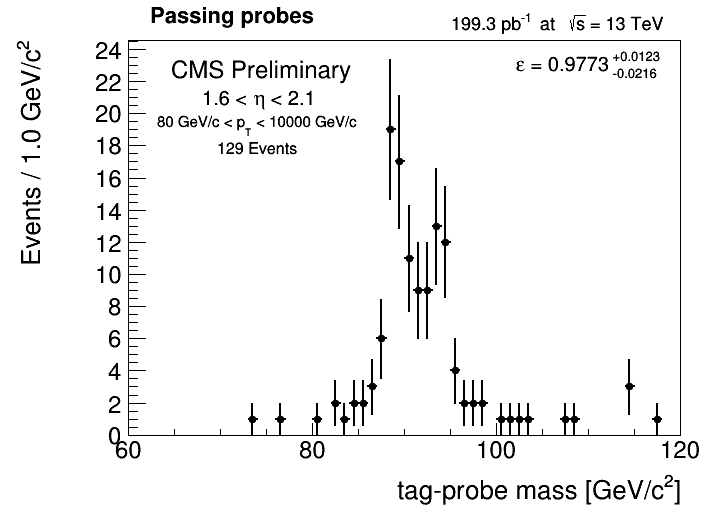 Passing probes
199.3 pb⁻¹ at √s = 13 TeV
CMS Preliminary
1.6 < η < 2.1
80 GeV/c < p_T < 10000 GeV/c
129 Events
ε = 0.9773 +0.0123
-0.0216
Events / 1.0 GeV/c²
24
22
20
18
16
14
12
10
8
6
4
2
0
60 80 100 120
tag-probe mass [GeV/c²]